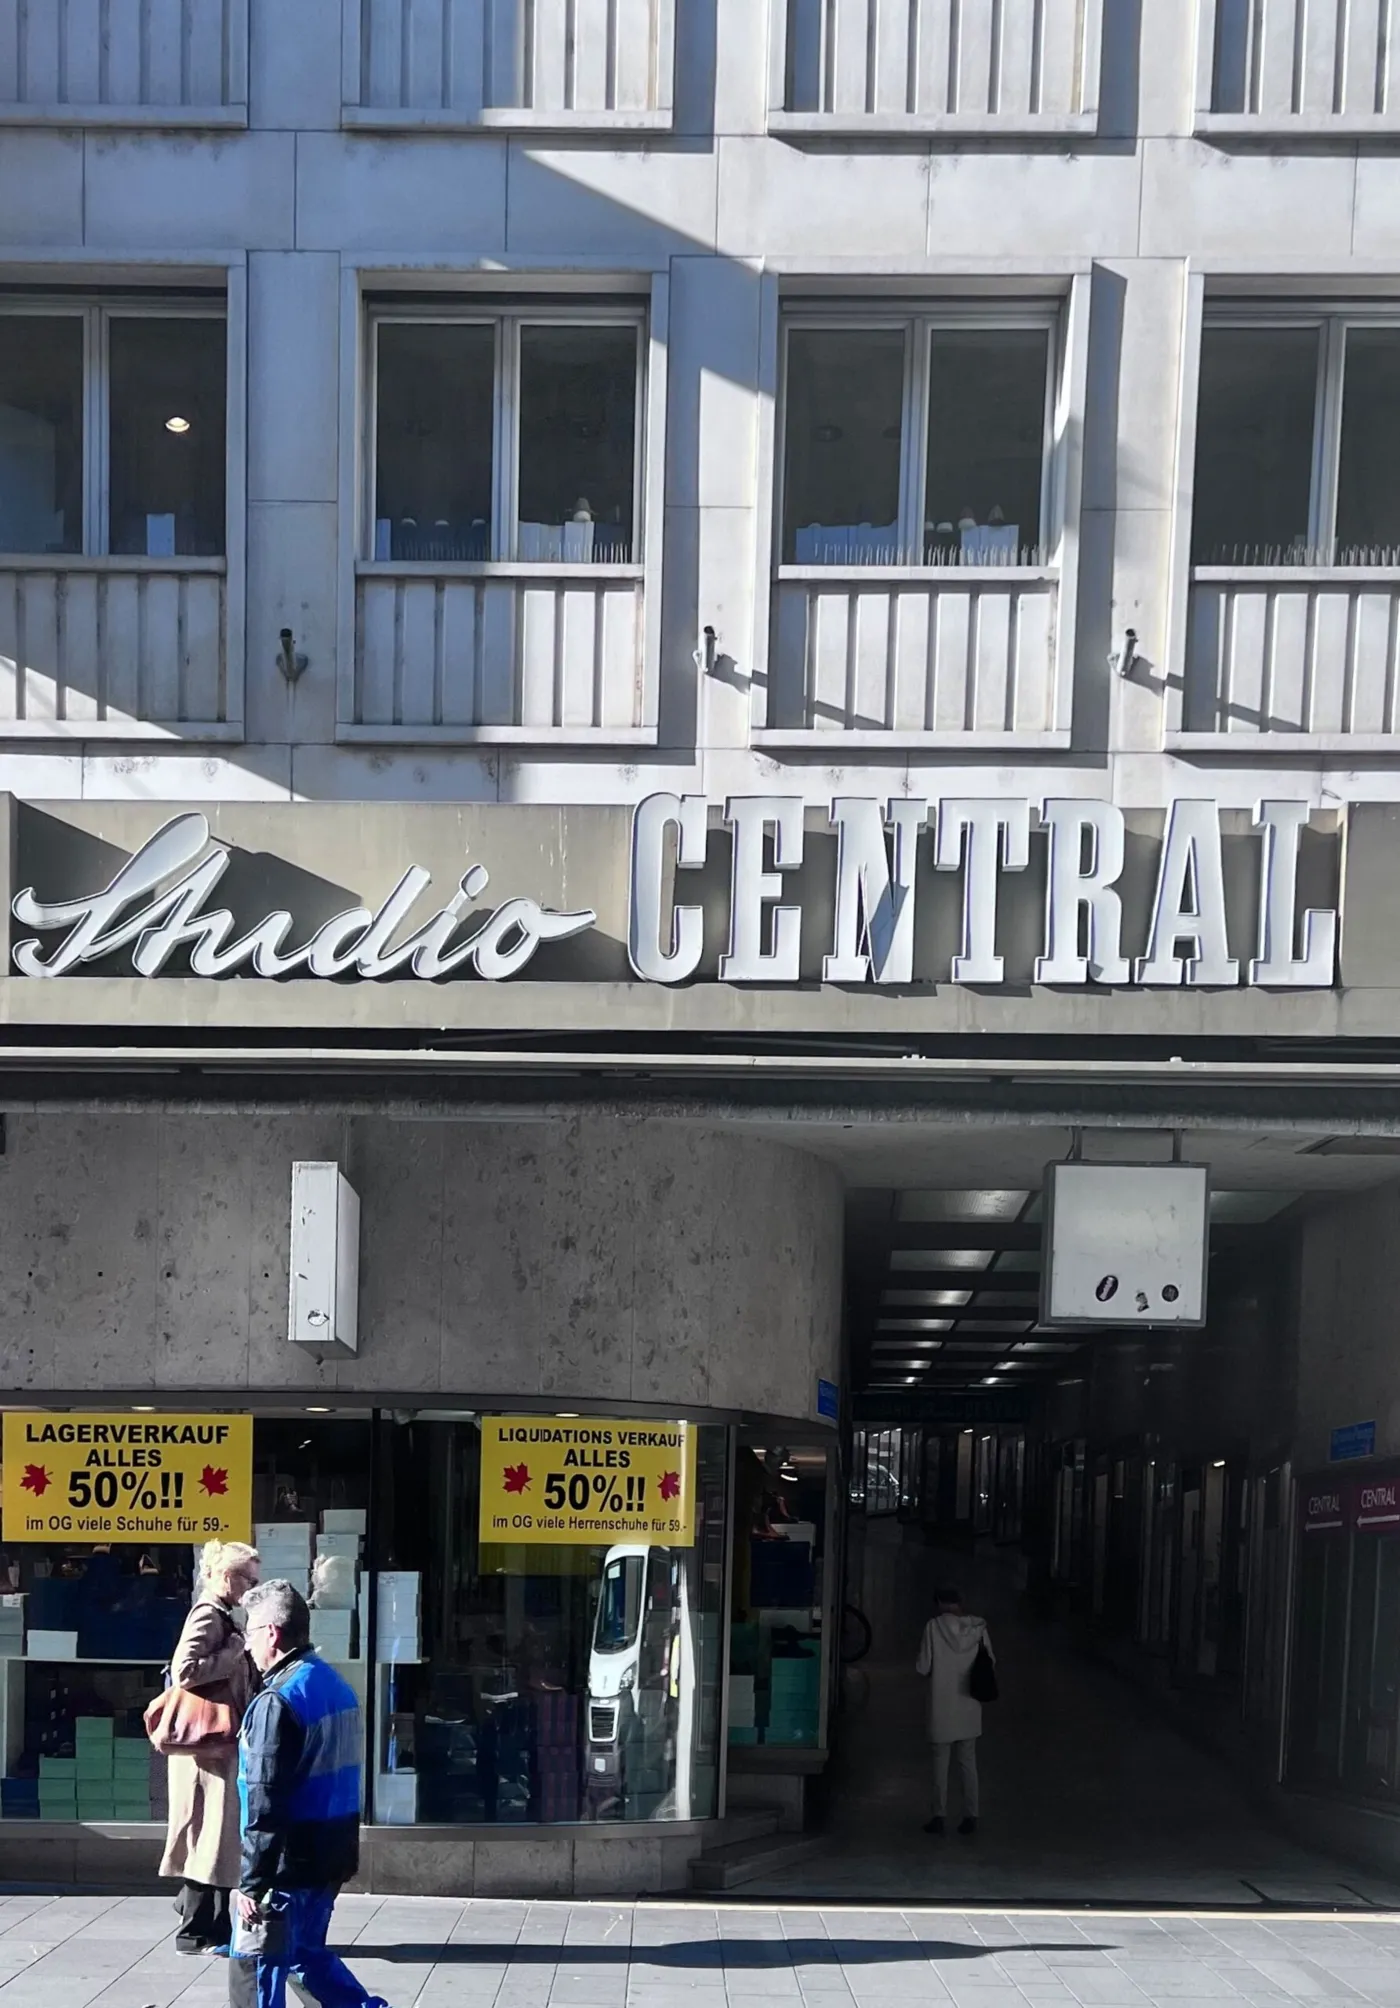 Studio CENTRAL
LAGERVERKAUF
ALLES
50%!!
im OG viele Schuhe für 59.-
LIQUIDATIONS VERKAUF
ALLES
50%!!
im OG viele Herrenschuhe für 59.-
CENTRAL
CENTRAL